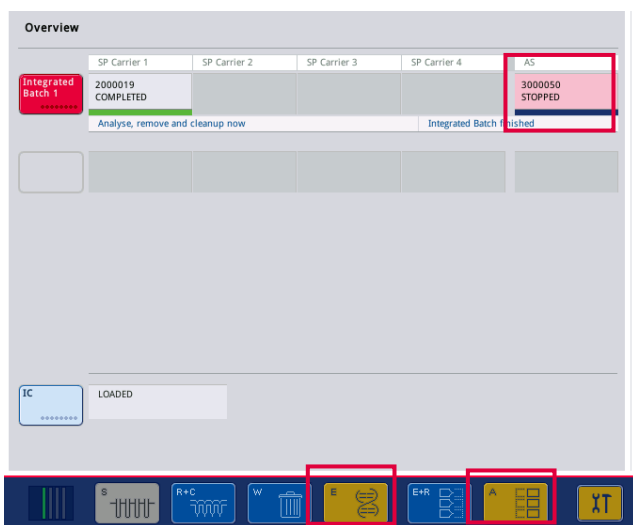 Overview
SP Carrier 1 SP Carrier 2 SP Carrier 3 SP Carrier 4 AS
Integrated
Batch 1
2000019
COMPLETED
3000050
STOPPED
Analyse, remove and cleanup now Integrated Batch finished
IC
LOADED
S R+C W E E+R A